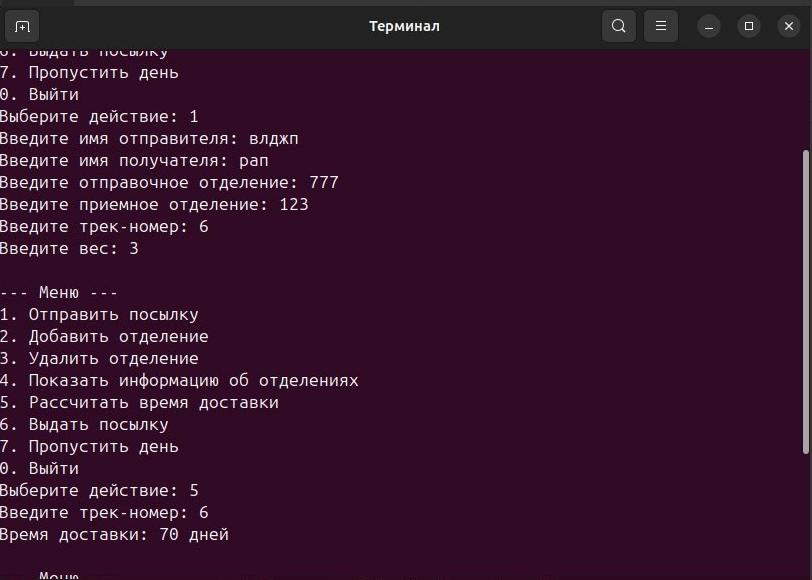 Терминал
6. Выдать посылку
7. Пропустить день
0. Выйти
Выберите действие: 1
Введите имя отправителя: влджп
Введите имя получателя: рап
Введите отправочное отделение: 777
Введите приемное отделение: 123
Введите трек-номер: 6
Введите вес: 3
--- Меню ---
1. Отправить посылку
2. Добавить отделение
3. Удалить отделение
4. Показать информацию об отделениях
5. Рассчитать время доставки
6. Выдать посылку
7. Пропустить день
0. Выйти
Выберите действие: 5
Введите трек-номер: 6
Время доставки: 70 дней
--- Меню ---